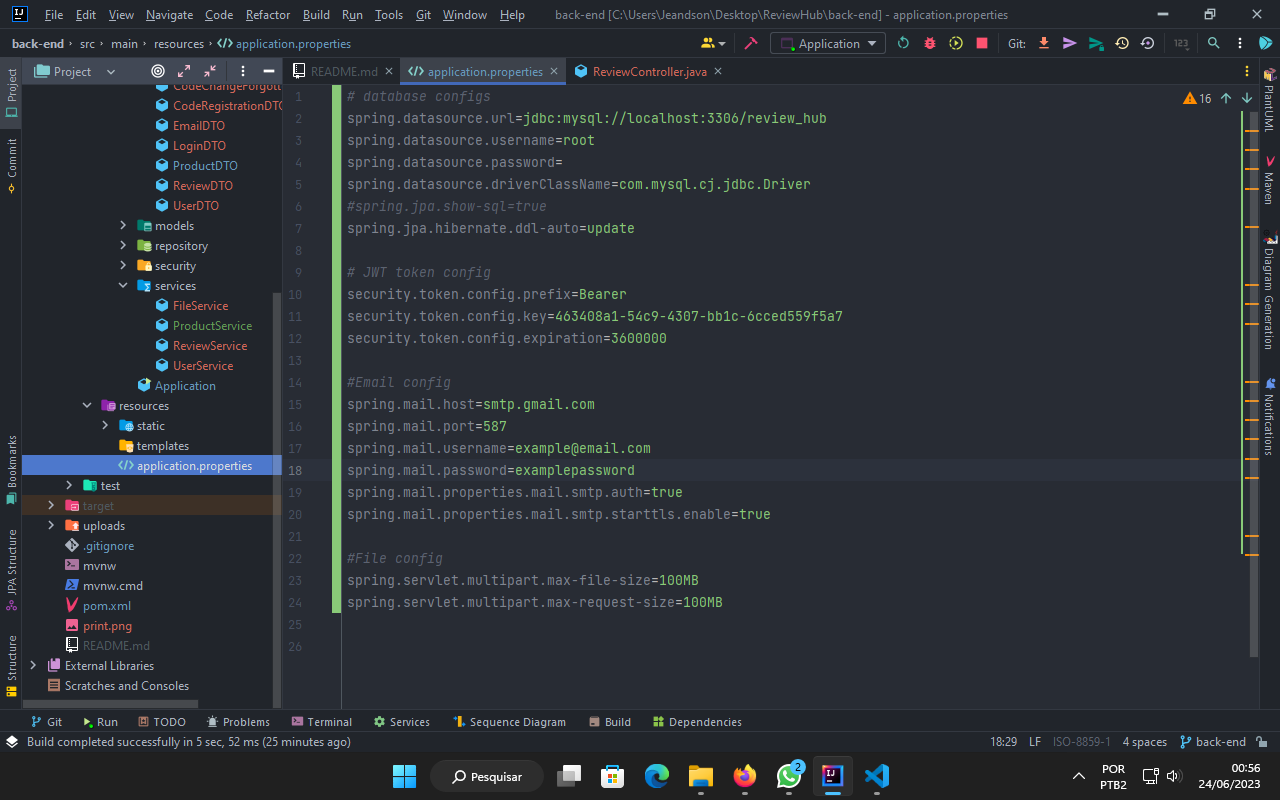 File Edit View Navigate Code Refactor Build Run Tools Git Window Help back-end [C:\Users\Jeandson\Desktop\ReviewHub\back-end] - application.properties
back-end src main resources application.properties Application Git:
Project README.md application.properties ReviewController.java
CodeChangeForgott
CodeRegistrationDTO
EmailDTO
LoginDTO
ProductDTO
ReviewDTO
UserDTO
models
repository
security
services
FileService
ProductService
ReviewService
UserService
Application
resources
static
templates
application.properties
test
target
uploads
.gitignore
mvnw
mvnw.cmd
pom.xml
print.png
README.md
External Libraries
Scratches and Consoles
Project
Commit
Bookmarks
JPA Structure
Structure
1 # database configs
2 spring.datasource.url=jdbc:mysql://localhost:3306/review_hub
3 spring.datasource.username=root
4 spring.datasource.password=
5 spring.datasource.driverClassName=com.mysql.cj.jdbc.Driver
6 #spring.jpa.show-sql=true
7 spring.jpa.hibernate.ddl-auto=update
8
9 # JWT token config
10 security.token.config.prefix=Bearer
11 security.token.config.key=463408a1-54c9-4307-bb1c-6cced559f5a7
12 security.token.config.expiration=3600000
13
14 #Email config
15 spring.mail.host=smtp.gmail.com
16 spring.mail.port=587
17 spring.mail.username=example@email.com
18 spring.mail.password=examplepassword
19 spring.mail.properties.mail.smtp.auth=true
20 spring.mail.properties.mail.smtp.starttls.enable=true
21
22 #File config
23 spring.servlet.multipart.max-file-size=100MB
24 spring.servlet.multipart.max-request-size=100MB
25
26
16
PlantUML
Maven
Diagram Generation
Notifications
Git Run TODO Problems Terminal Services Sequence Diagram Build Dependencies
Build completed successfully in 5 sec, 52 ms (25 minutes ago) 18:29 LF ISO-8859-1 4 spaces back-end
Pesquisar 2 POR 00:56
PTB2 24/06/2023